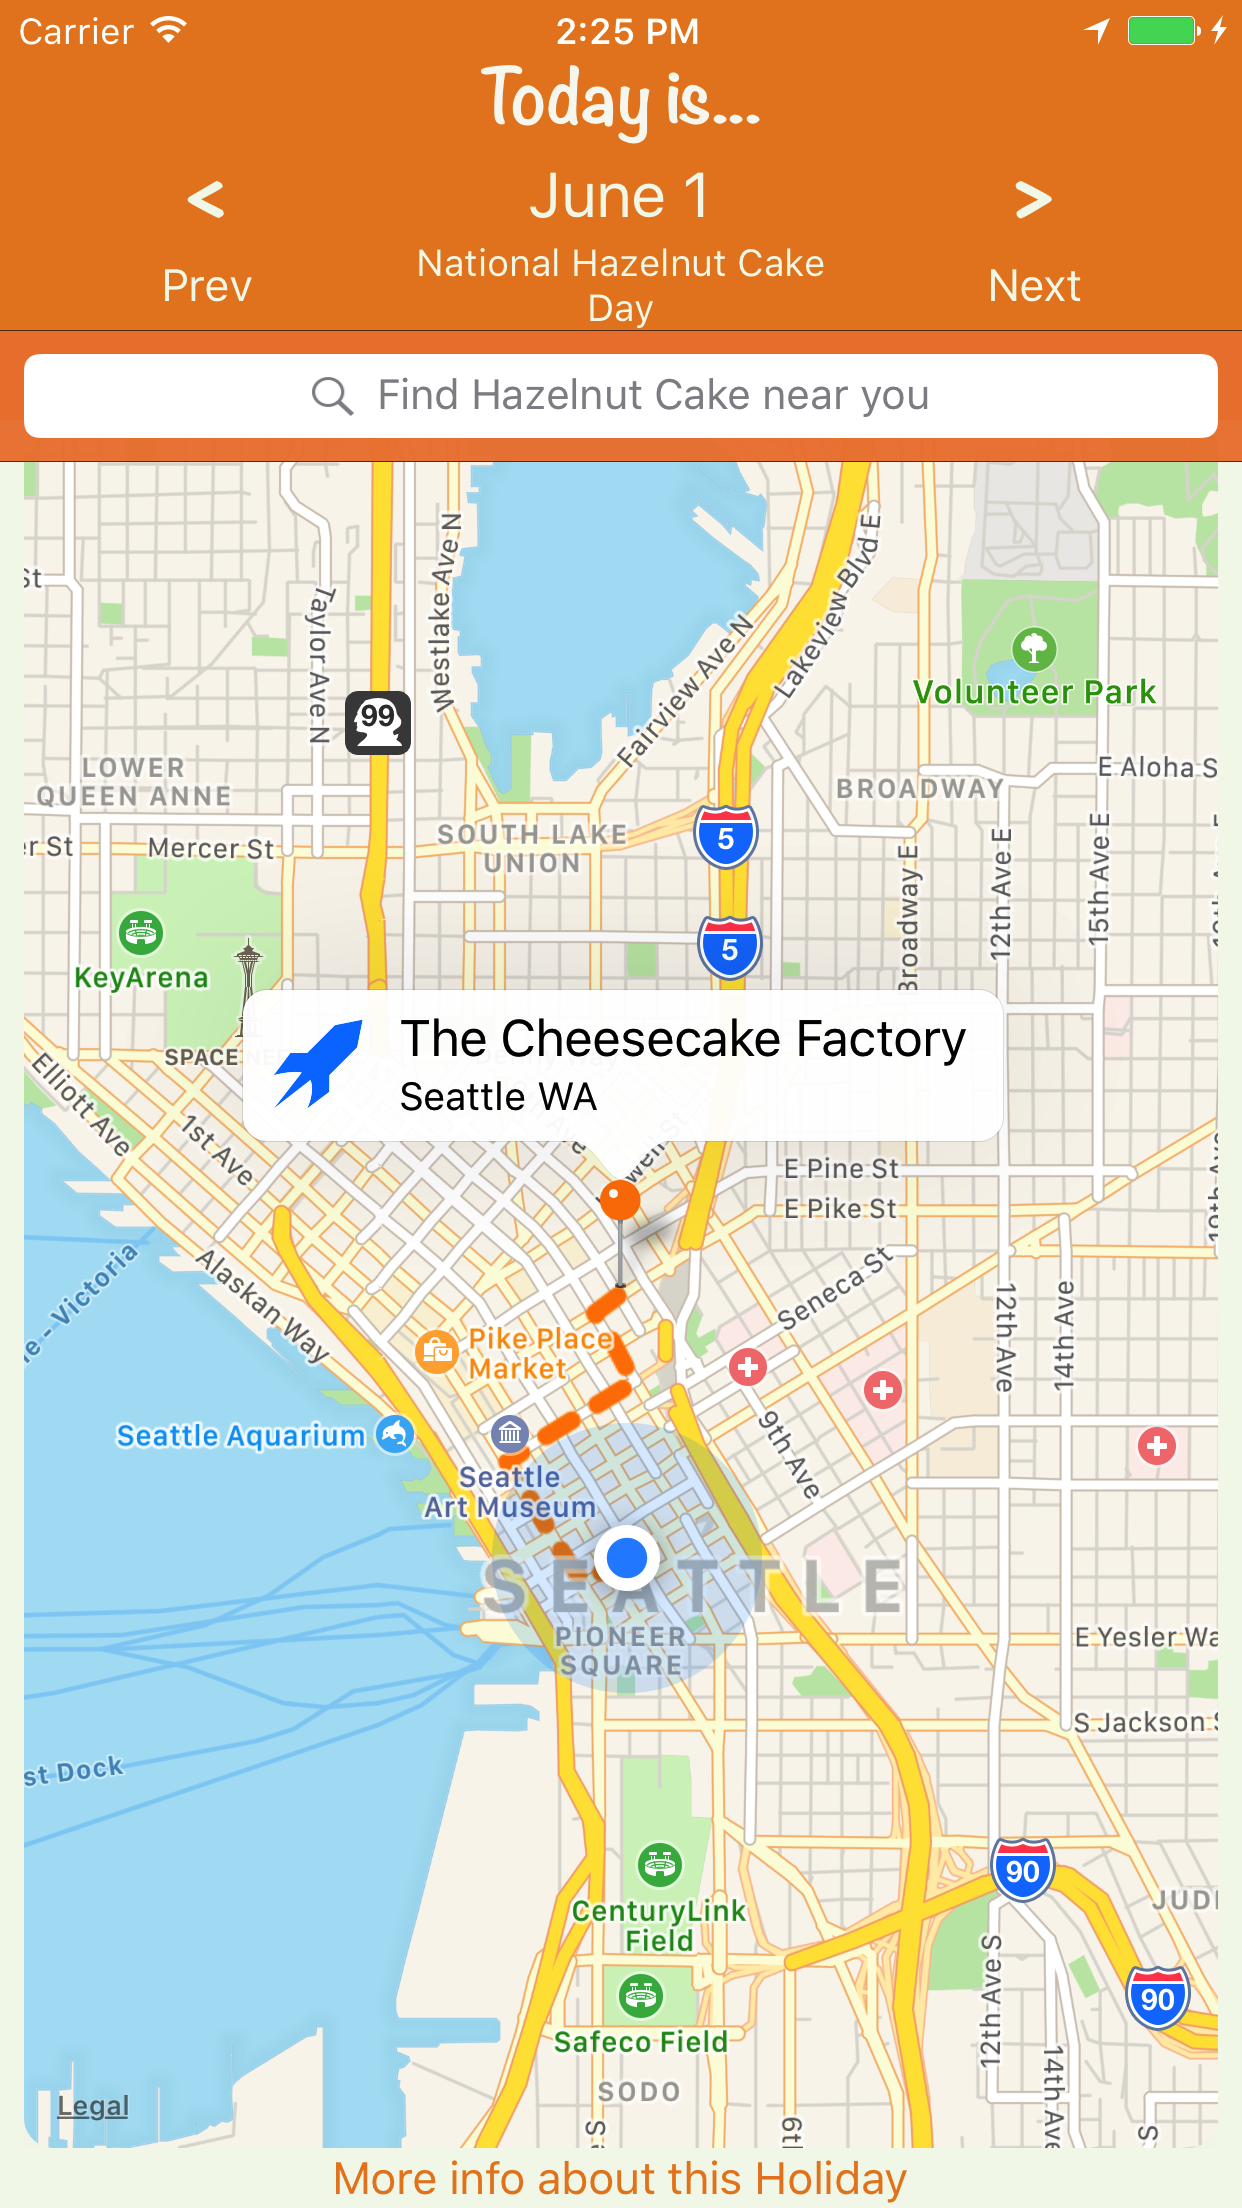 Carrier 2:25 PM
Today is...
< June 1 >
Prev National Hazelnut Cake Day Next
Find Hazelnut Cake near you
St
Taylor Ave N
Westlake Ave N
Lakeview Blvd E
Fairview Ave N
Volunteer Park
99
LOWER
QUEEN ANNE
E Aloha S
BROADWAY
SOUTH LAKE
UNION
5
er St
Mercer St
Broadway E
12th Ave E
15th Ave E
KeyArena
5
SPACE
The Cheesecake Factory
Seattle WA
Elliott Ave
1st Ave
E Pine St
E Pike St
Alaskan Way
Seneca St
12th Ave
14th Ave
le - Victoria
Pike Place
Market
9th Ave
Seattle Aquarium
Seattle
Art Museum
SEATTLE
PIONEER
SQUARE
E Yesler Wa
S Jackson S
st Dock
90
CenturyLink
Field
JUDK
12th Ave S
90
Safeco Field
SODO
14th Ave
Legal
6th
S
More info about this Holiday